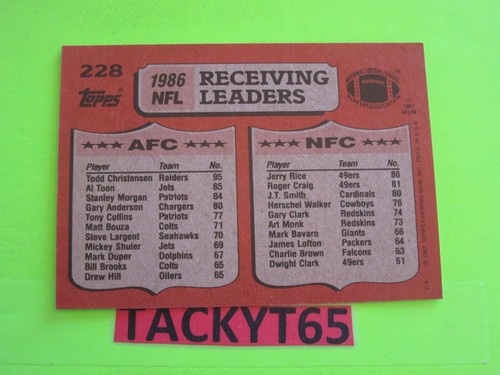 228
Topps®
1986 NFL
RECEIVING LEADERS
NATIONAL FOOTBALL LEAGUE
PLAYERS
AFC
Player Team No.
Todd Christensen Raiders 95
Al Toon Jets 85
Stanley Morgan Patriots 84
Gary Anderson Chargers 80
Tony Collins Patriots 77
Matt Bouza Colts 71
Steve Largent Seahawks 70
Mickey Shuler Jets 69
Mark Duper Dolphins 67
Bill Brooks Colts 65
Drew Hill Oilers 65
NFC
Player Team No.
Jerry Rice 49ers 86
Roger Craig 49ers 81
J.T. Smith Cardinals 80
Herschel Walker Cowboys 76
Gary Clark Redskins 74
Art Monk Redskins 73
Mark Bavaro Giants 66
James Lofton Packers 64
Charlie Brown Falcons 63
Dwight Clark 49ers 61
TACKYT65